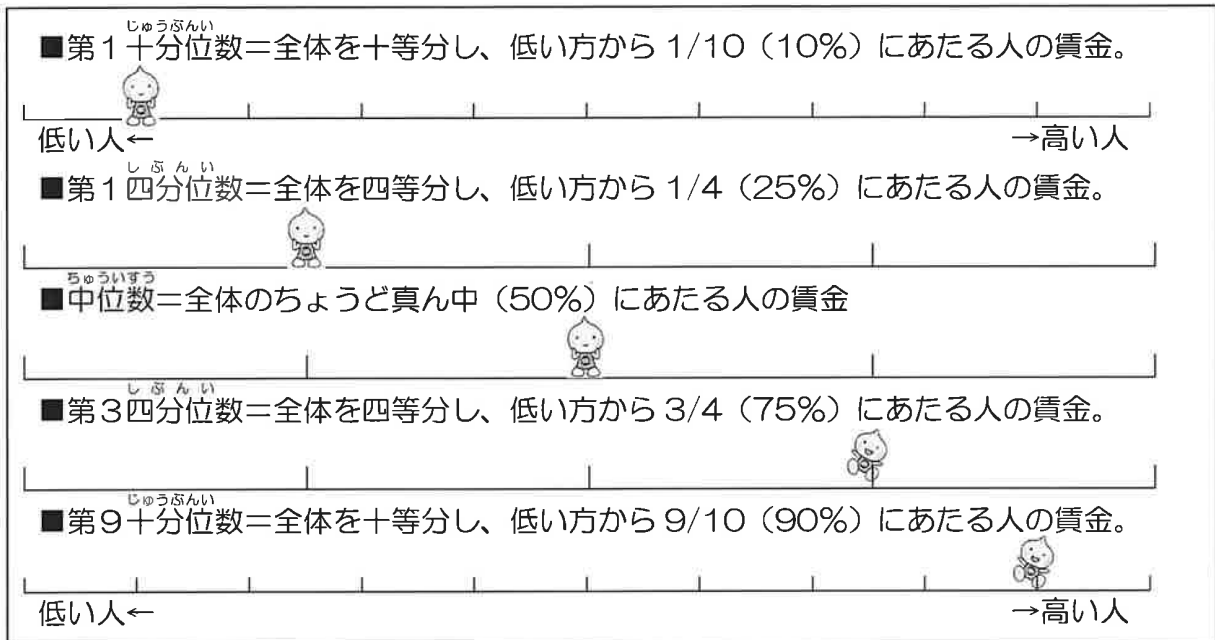 じゅうぶんい
■第1十分位数＝全体を十等分し、低い方から1/10（10%）にあたる人の賃金。
低い人← →高い人
しぶんい
■第1四分位数＝全体を四等分し、低い方から1/4（25%）にあたる人の賃金。
ちゅういすう
■中位数＝全体のちょうど真ん中（50%）にあたる人の賃金
しぶんい
■第3四分位数＝全体を四等分し、低い方から3/4（75%）にあたる人の賃金。
じゅうぶんい
■第9十分位数＝全体を十等分し、低い方から9/10（90%）にあたる人の賃金。
低い人← →高い人